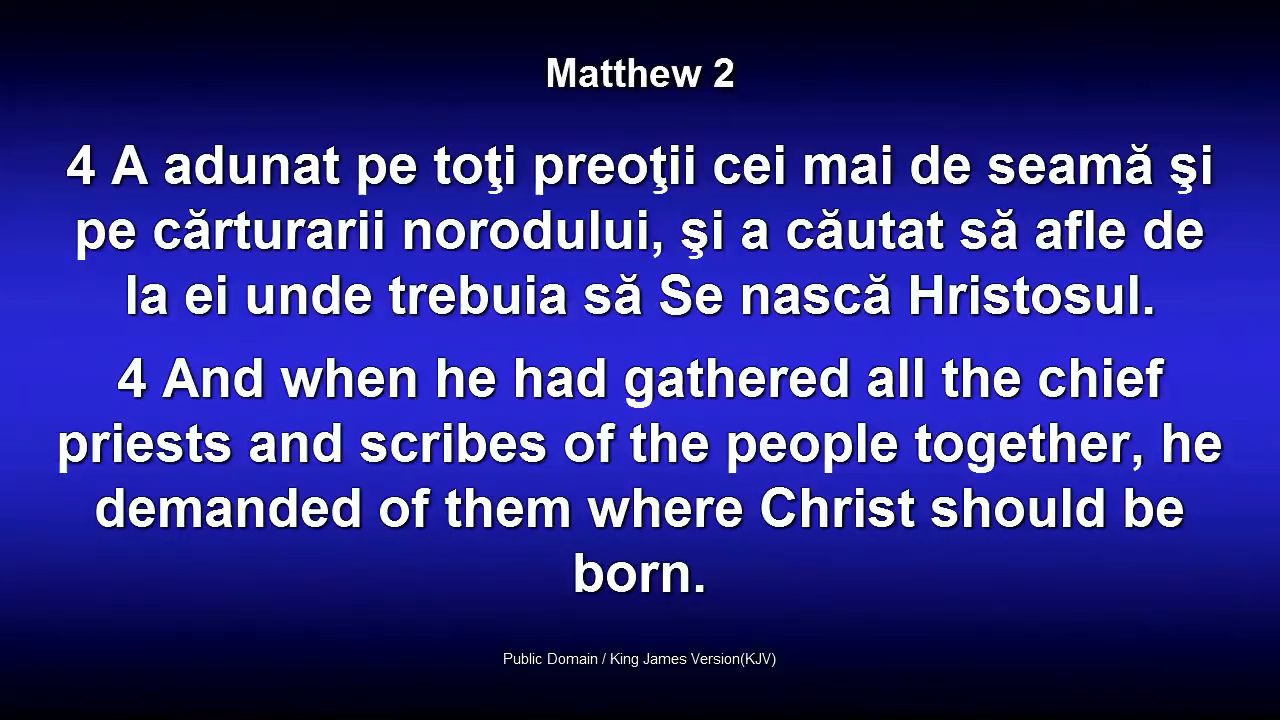 Matthew 2
4 A adunat pe toţi preoţii cei mai de seamă şi
pe cărturarii norodului, şi a căutat să afle de
la ei unde trebuia să Se nască Hristosul.
4 And when he had gathered all the chief
priests and scribes of the people together, he
demanded of them where Christ should be
born.
Public Domain / King James Version(KJV)